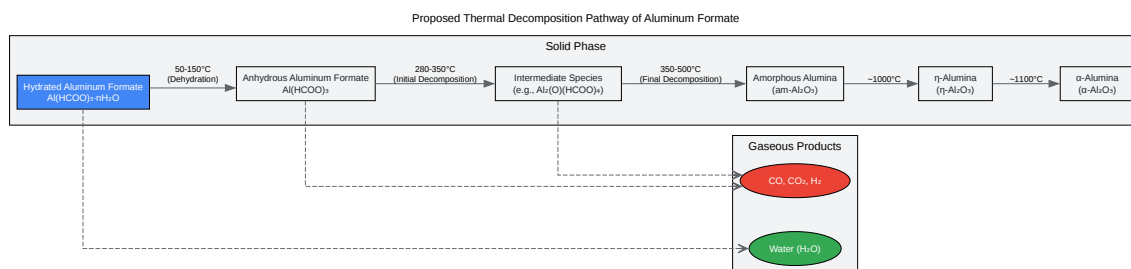 Proposed Thermal Decomposition Pathway of Aluminum Formate
Solid Phase
Hydrated Aluminum Formate
Al(HCOO)₃·nH₂O
50-150°C
(Dehydration)
Anhydrous Aluminum Formate
Al(HCOO)₃
280-350°C
(Initial Decomposition)
Intermediate Species
(e.g., Al₂(O)(HCOO)₄)
350-500°C
(Final Decomposition)
Amorphous Alumina
(am-Al₂O₃)
~1000°C
η-Alumina
(η-Al₂O₃)
~1100°C
α-Alumina
(α-Al₂O₃)
Gaseous Products
CO, CO₂, H₂
Water (H₂O)